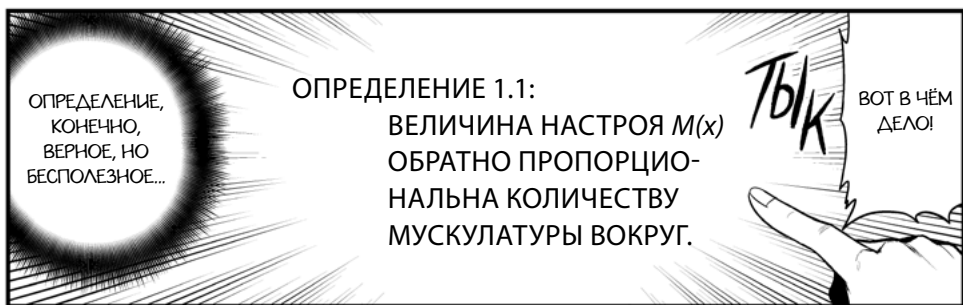 ВОТ В ЧЁМ
ДЕЛО!
ТЫК
ОПРЕДЕЛЕНИЕ 1.1:
ВЕЛИЧИНА НАСТРОЯ M(x)
ОБРАТНО ПРОПОРЦИО-
НАЛЬНА КОЛИЧЕСТВУ
МУСКУЛАТУРЫ ВОКРУГ.
ОПРЕДЕЛЕНИЕ,
КОНЕЧНО,
ВЕРНОЕ, НО
БЕСПОЛЕЗНОЕ...